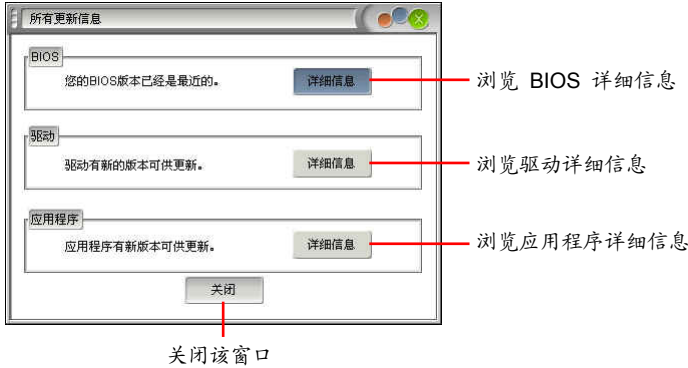 所有更新信息
BIOS
您的BIOS版本已经是最近的。
详细信息
浏览 BIOS 详细信息
驱动
驱动有新的版本可供更新。
详细信息
浏览驱动详细信息
应用程序
应用程序有新版本可供更新。
详细信息
浏览应用程序详细信息
关闭
关闭该窗口